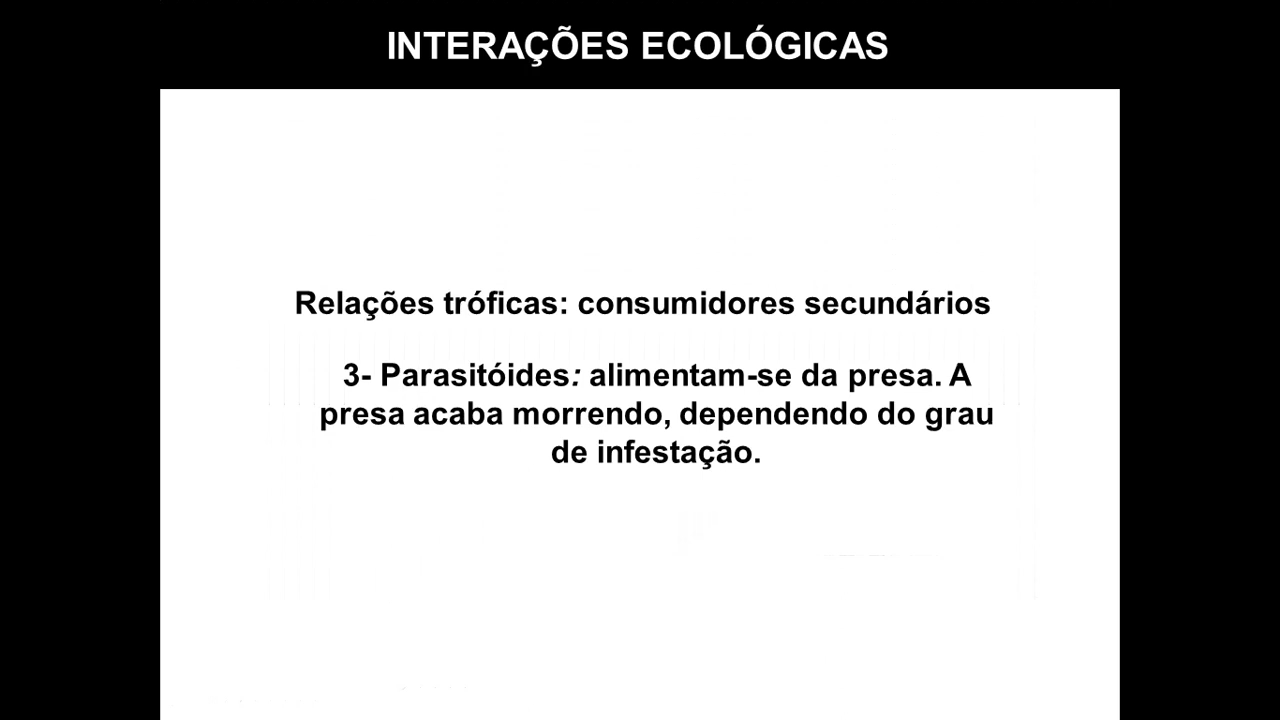 INTERAÇÕES ECOLÓGICAS
Relações tróficas: consumidores secundários
3- Parasitóides: alimentam-se da presa. A
presa acaba morrendo, dependendo do grau
de infestação.